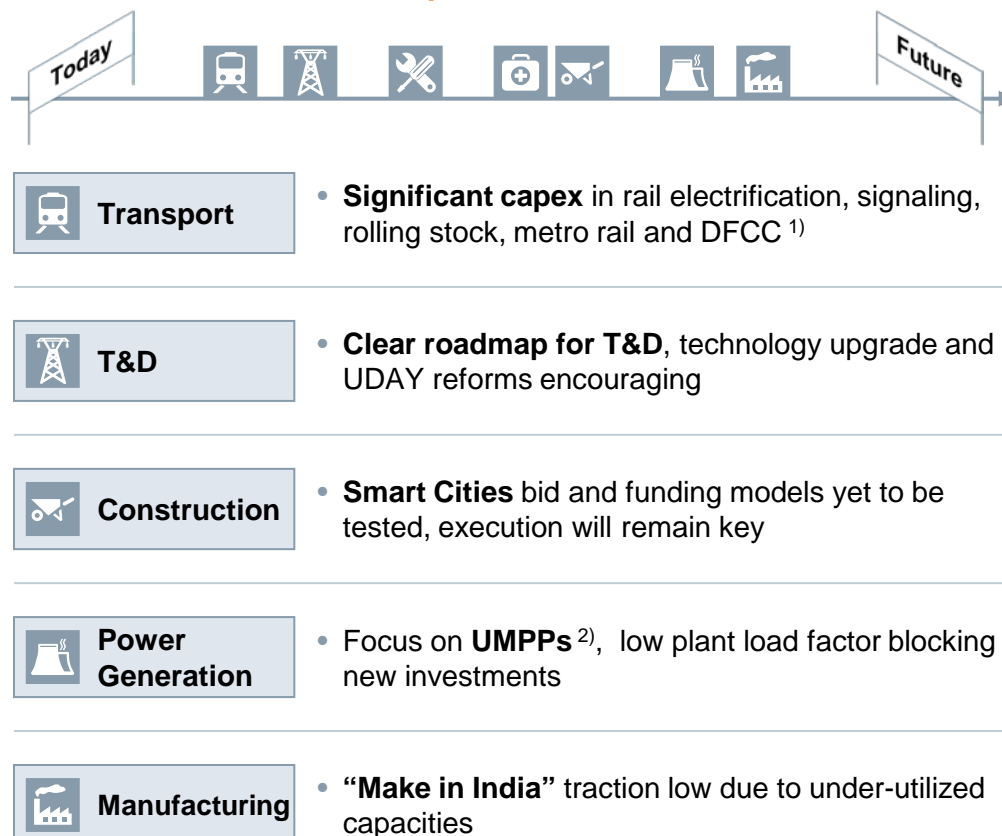 Today
Future
Transport
• Significant capex in rail electrification, signaling,
rolling stock, metro rail and DFCC 1)
T&D
• Clear roadmap for T&D, technology upgrade and
UDAY reforms encouraging
Construction
• Smart Cities bid and funding models yet to be
tested, execution will remain key
Power
Generation
• Focus on UMPPs 2), low plant load factor blocking
new investments
Manufacturing
• “Make in India” traction low due to under-utilized
capacities